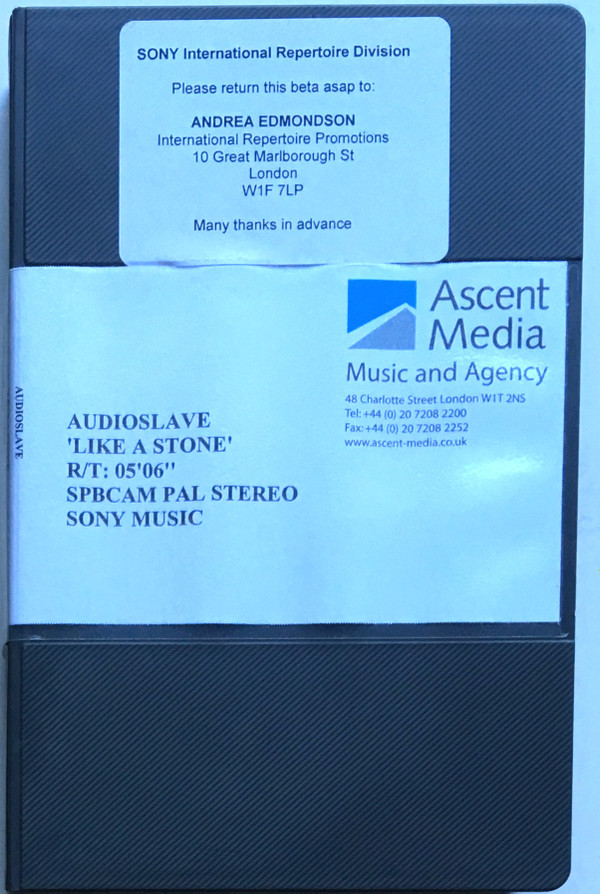 SONY International Repertoire Division
Please return this beta asap to:
ANDREA EDMONDSON
International Repertoire Promotions
10 Great Marlborough St
London
W1F 7LP
Many thanks in advance
Ascent
Media
Music and Agency
48 Charlotte Street London W1T 2NS
Tel: +44 (0) 20 7208 2200
Fax: +44 (0) 20 7208 2252
www.ascent-media.co.uk
AUDIOSLAVE
AUDIOSLAVE
'LIKE A STONE'
R/T: 05'06''
SPBCAM PAL STEREO
SONY MUSIC